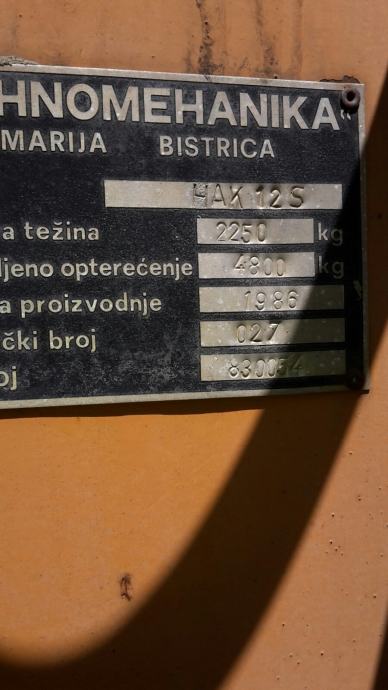 HNOMEHANIKA“
MARIJA BISTRICA
HAK 12 S
a težina 2250 kg
ljeno opterećenje 4800 kg
a proizvodnje 1986
čki broj 027
oj 830054